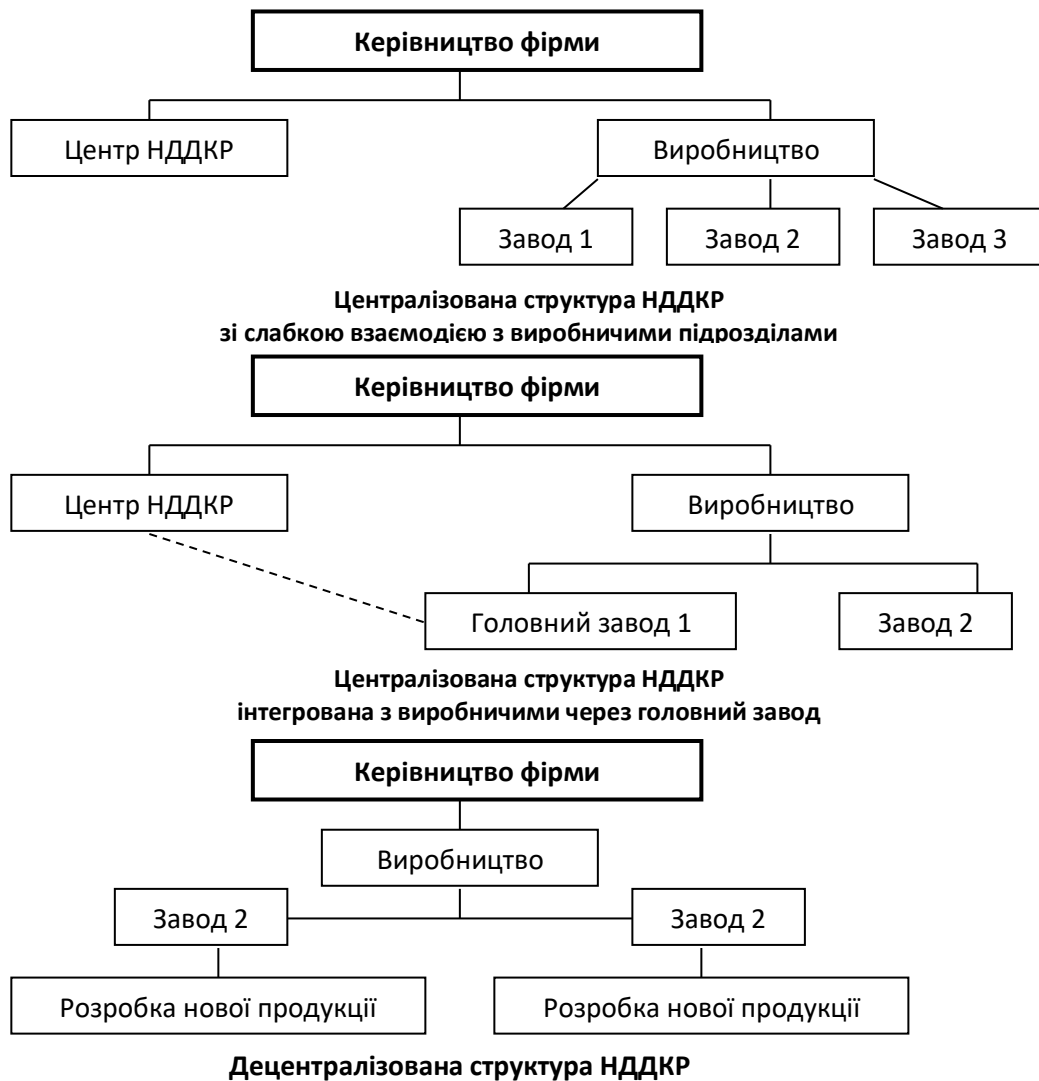 Керівництво фірми
Центр НДДКР
Виробництво
Завод 1
Завод 2
Завод 3
Централізована структура НДДКР
зі слабкою взаємодією з виробничими підрозділами
Керівництво фірми
Центр НДДКР
Виробництво
Головний завод 1
Завод 2
Централізована структура НДДКР
інтегрована з виробничими через головний завод
Керівництво фірми
Виробництво
Завод 2
Завод 2
Розробка нової продукції
Розробка нової продукції
Децентралізована структура НДДКР